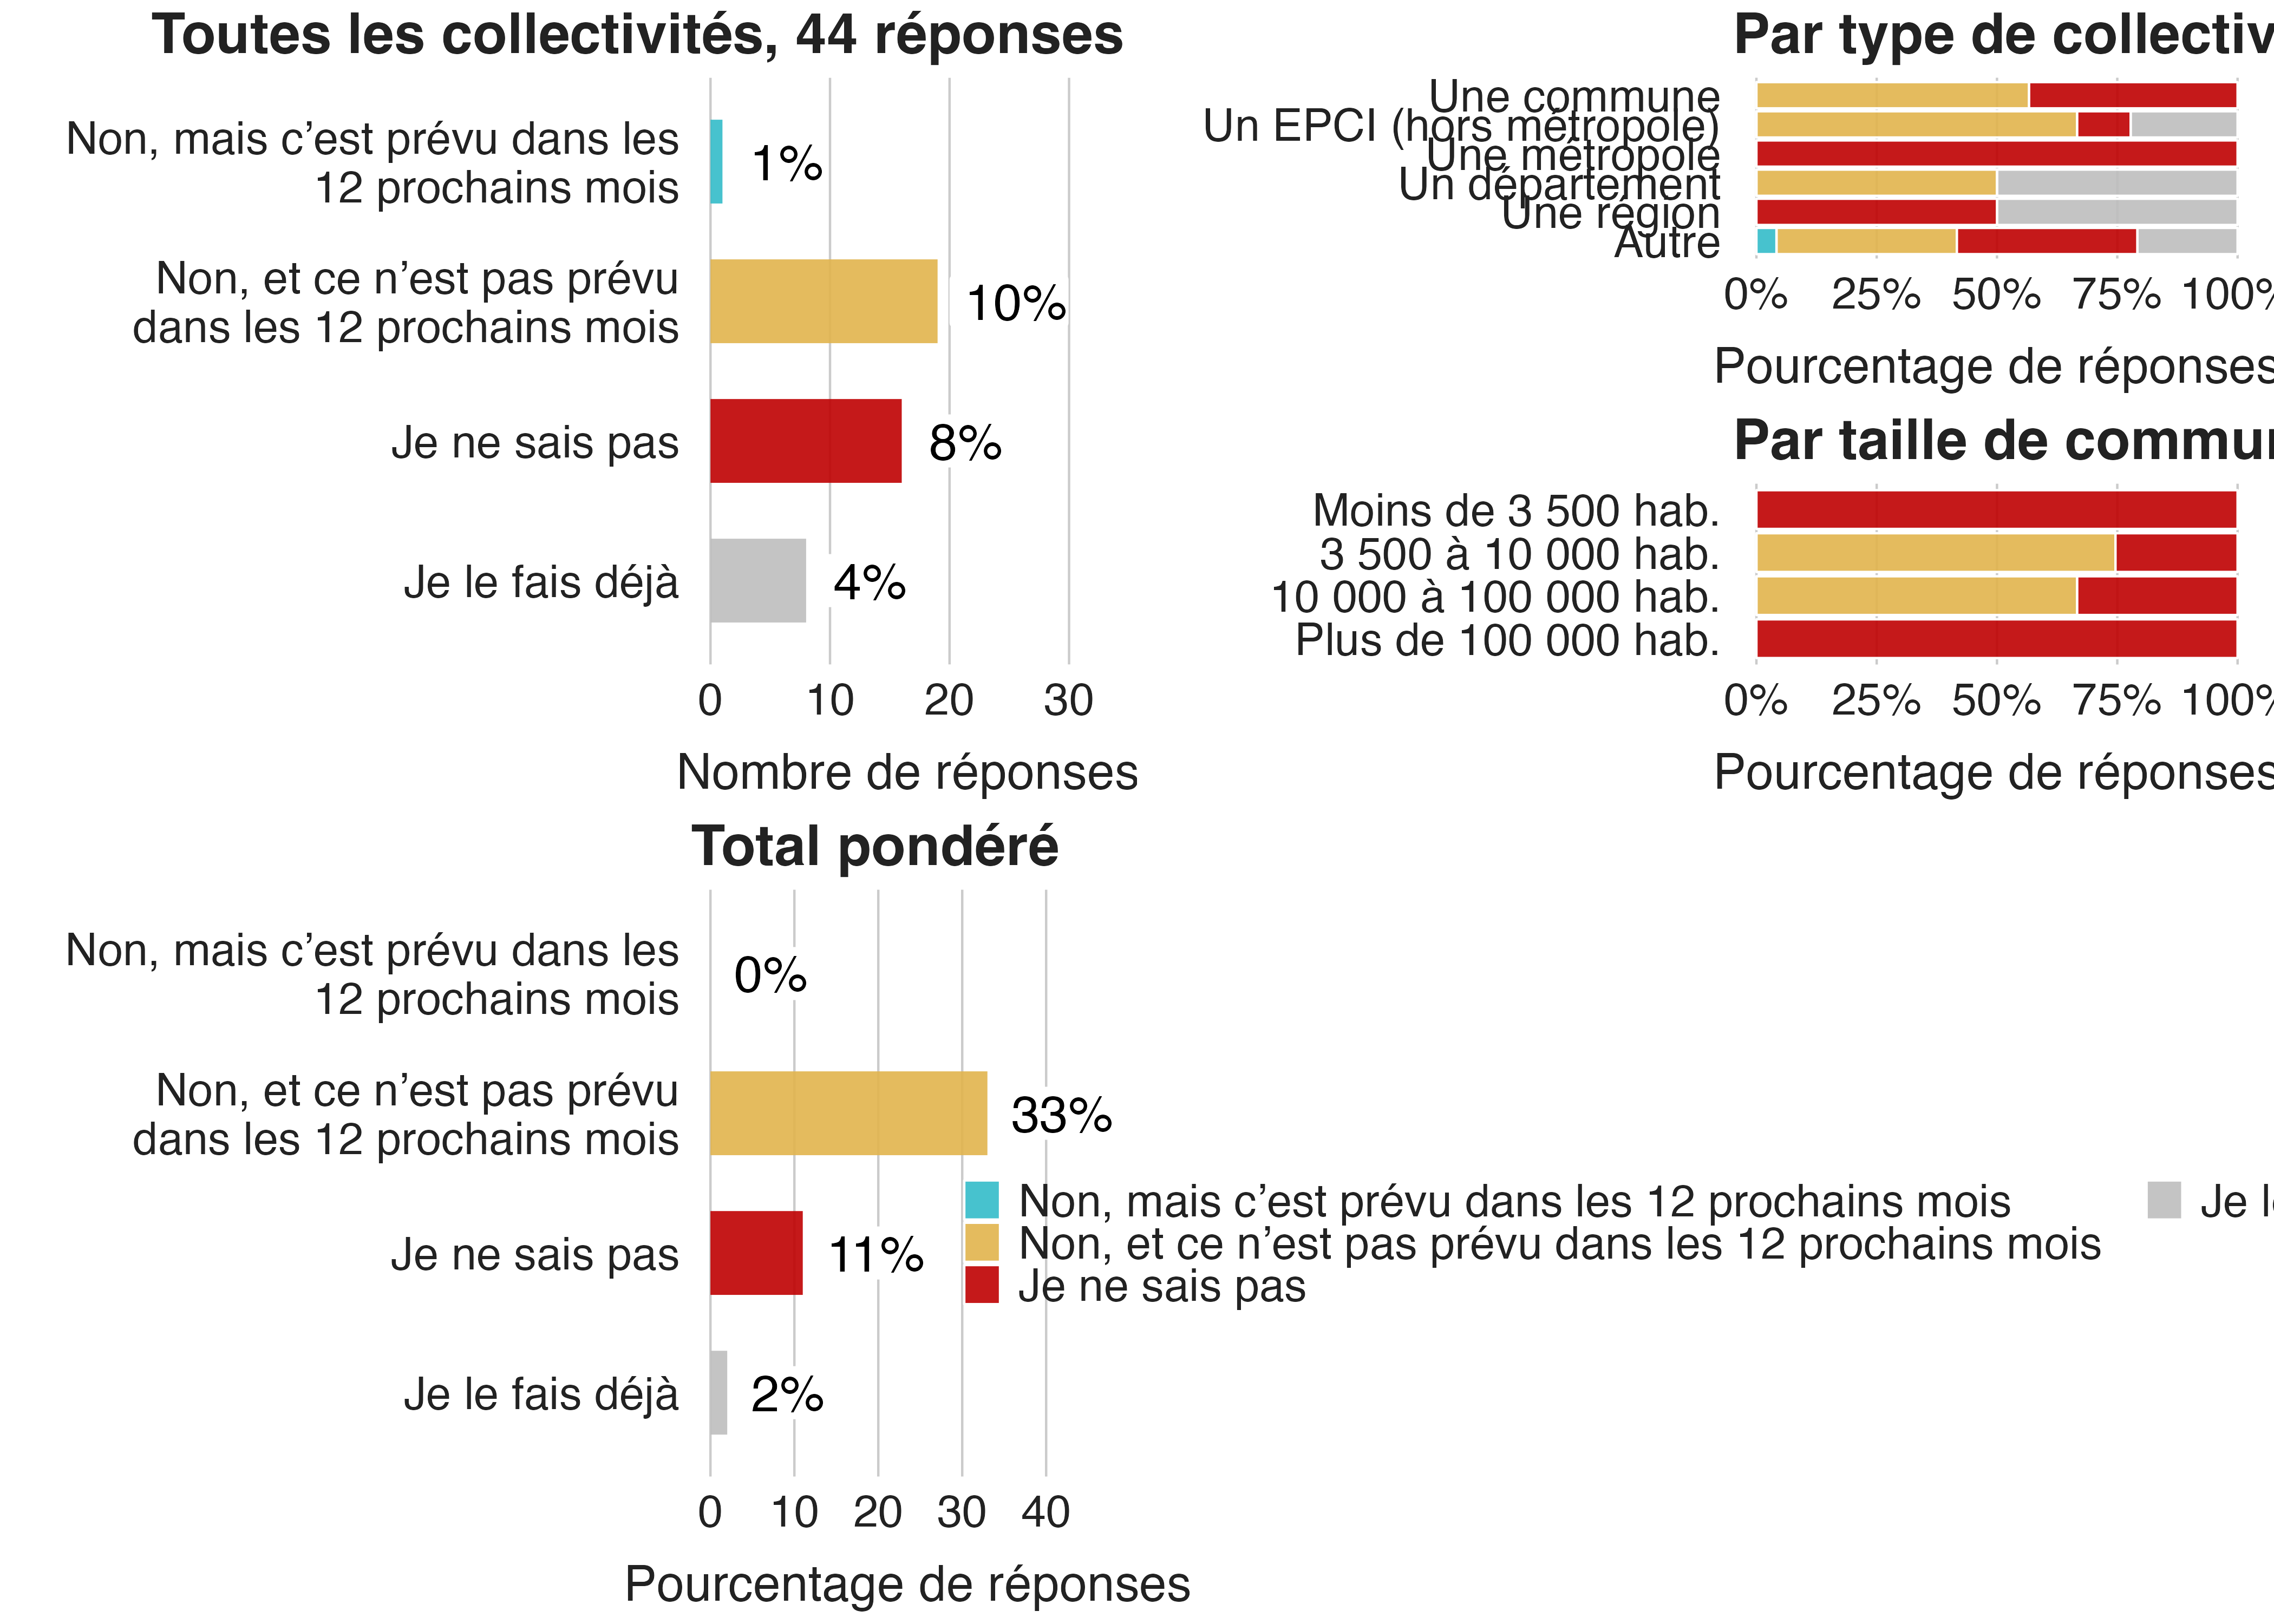 Toutes les collectivités, 44 réponses
Non, mais c’est prévu dans les
12 prochains mois
1%
Non, et ce n’est pas prévu
dans les 12 prochains mois
10%
Je ne sais pas
8%
Je le fais déjà
4%
0 10 20 30
Nombre de réponses
Par type de collectiv
Une commune
Un EPCI (hors métropole)
Une métropole
Un département
Une région
Autre
0% 25% 50% 75% 100%
Pourcentage de réponses
Par taille de commun
Moins de 3 500 hab.
3 500 à 10 000 hab.
10 000 à 100 000 hab.
Plus de 100 000 hab.
0% 25% 50% 75% 100%
Pourcentage de réponses
Total pondéré
Non, mais c’est prévu dans les
12 prochains mois
0%
Non, et ce n’est pas prévu
dans les 12 prochains mois
33%
Je ne sais pas
11%
Je le fais déjà
2%
0 10 20 30 40
Pourcentage de réponses
Non, mais c’est prévu dans les 12 prochains mois
Non, et ce n’est pas prévu dans les 12 prochains mois
Je ne sais pas
Je l